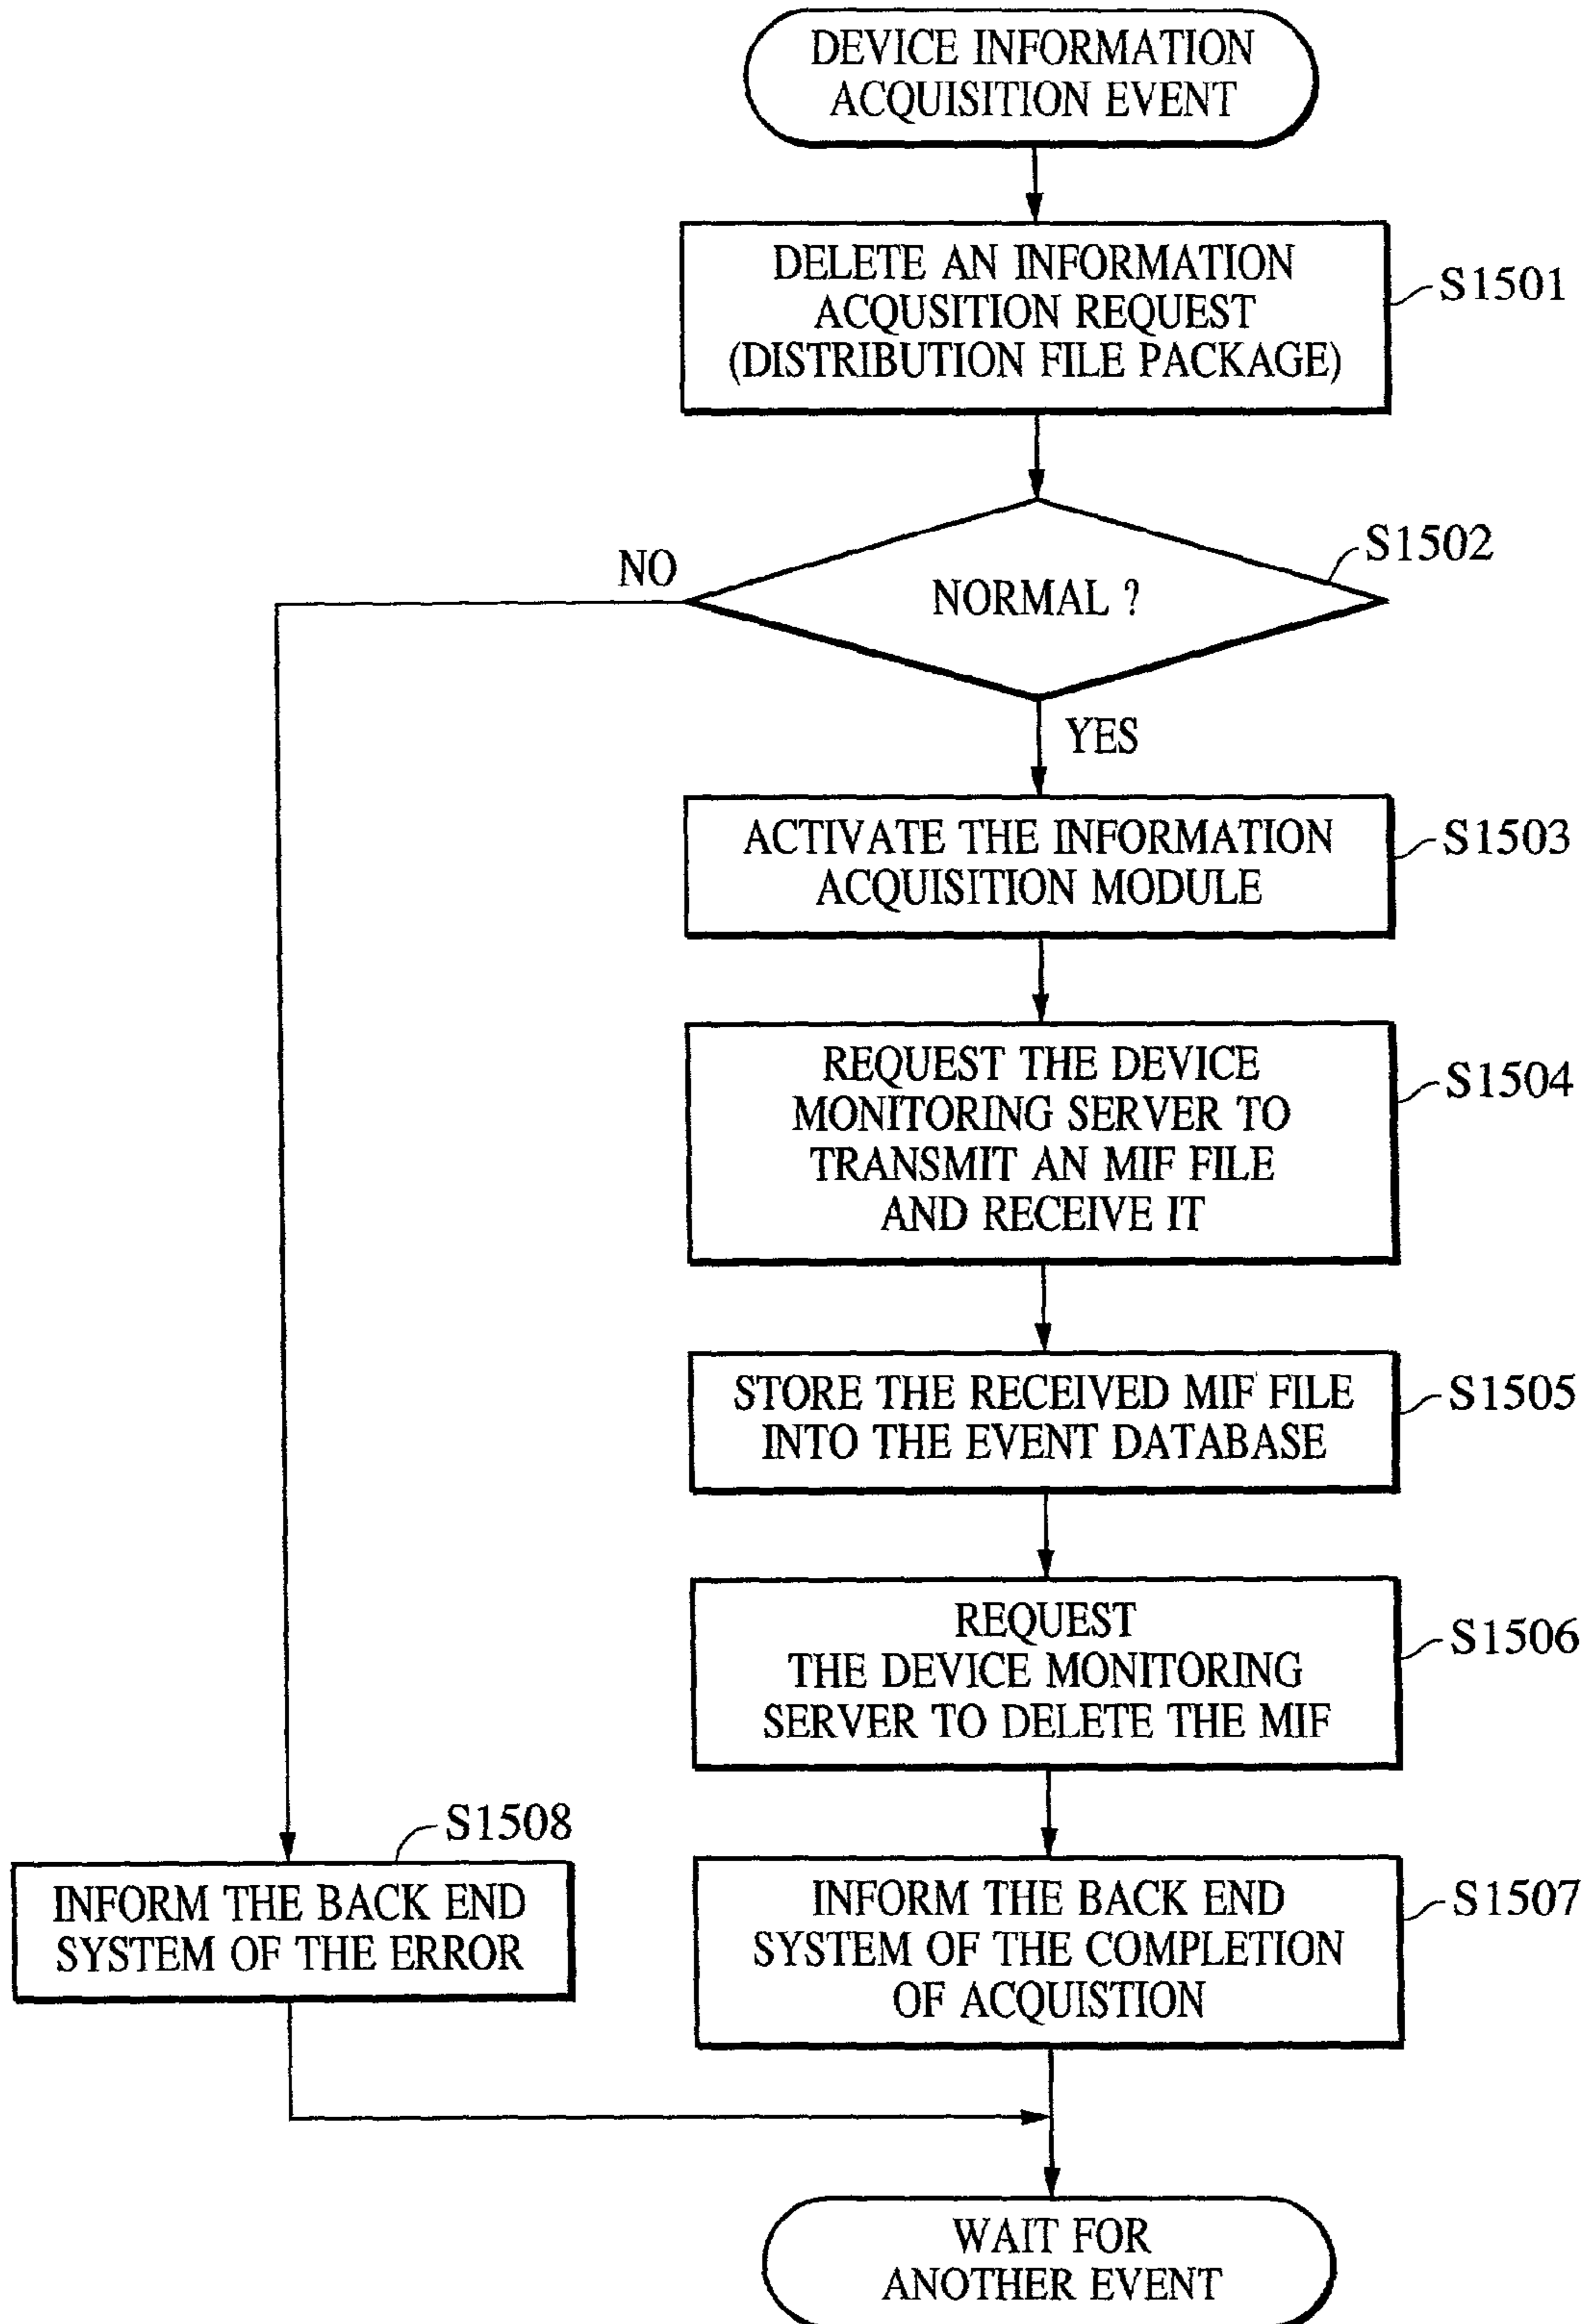 DEVICE INFORMATION
ACQUISITION EVENT
DELETE AN INFORMATION
ACQUSITION REQUEST
(DISTRIBUTION FILE PACKAGE)
S1501
S1502
NO
NORMAL ?
YES
ACTIVATE THE INFORMATION
ACQUISITION MODULE
S1503
REQUEST THE DEVICE
MONITORING SERVER TO
TRANSMIT AN MIF FILE
AND RECEIVE IT
S1504
STORE THE RECEIVED MIF FILE
INTO THE EVENT DATABASE
S1505
REQUEST
THE DEVICE MONITORING
SERVER TO DELETE THE MIF
S1506
S1508
INFORM THE BACK END
SYSTEM OF THE ERROR
INFORM THE BACK END
SYSTEM OF THE COMPLETION
OF ACQUISTION
S1507
WAIT FOR
ANOTHER EVENT